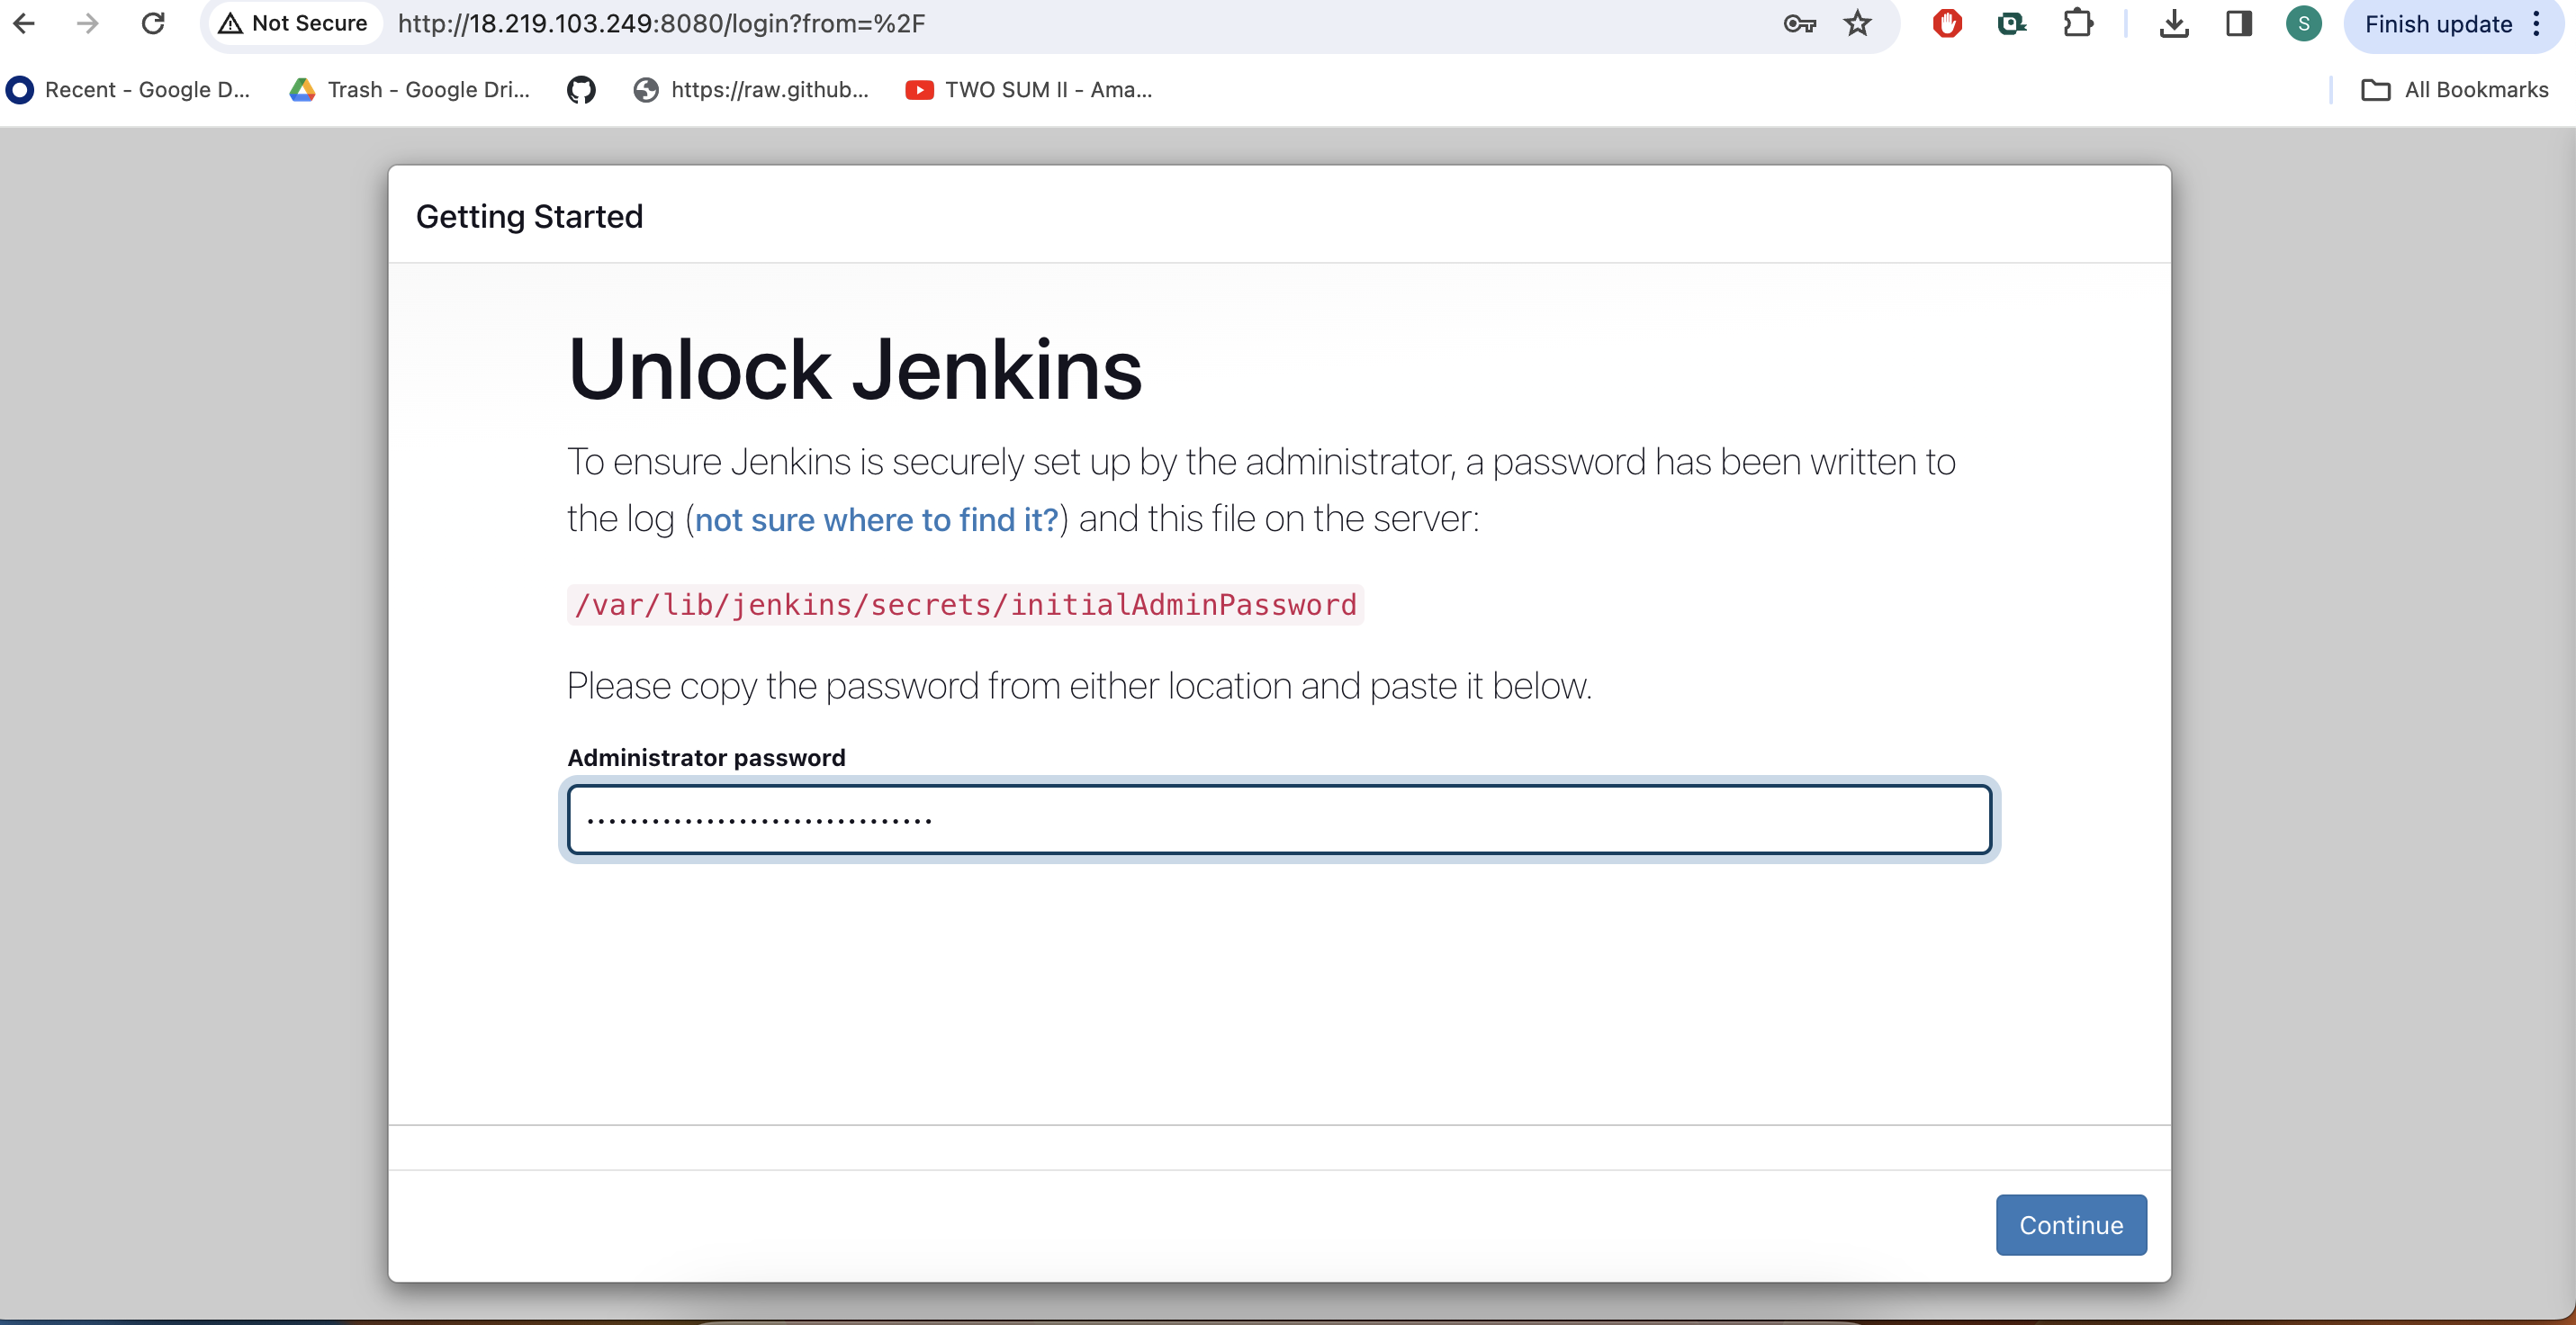 Not Secure
http://18.219.103.249:8080/login?from=%2F
S
Finish update
Recent - Google D...
Trash - Google Dri...
https://raw.github...
TWO SUM II - Ama...
All Bookmarks
Getting Started
Unlock Jenkins
To ensure Jenkins is securely set up by the administrator, a password has been written to
the log (not sure where to find it?) and this file on the server:
/var/lib/jenkins/secrets/initialAdminPassword
Please copy the password from either location and paste it below.
Administrator password
••••••••••••••••••••••••••••••••
Continue